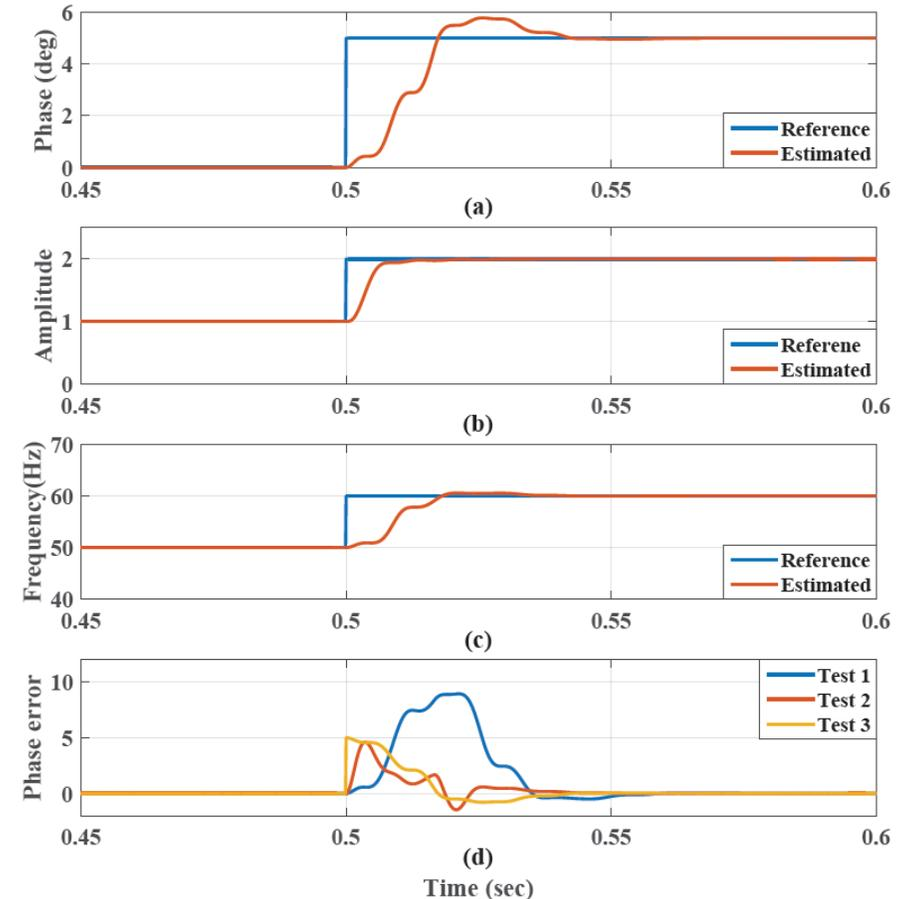 Phase (deg)
6
4
2
0
0.45 0.5 0.55 0.6
Reference
Estimated
(a)
Amplitude
2
1
0
0.45 0.5 0.55 0.6
Referene
Estimated
(b)
Frequency(Hz)
70
60
50
40
0.45 0.5 0.55 0.6
Reference
Estimated
(c)
Phase error
10
5
0
0.45 0.5 0.55 0.6
Test 1
Test 2
Test 3
(d)
Time (sec)